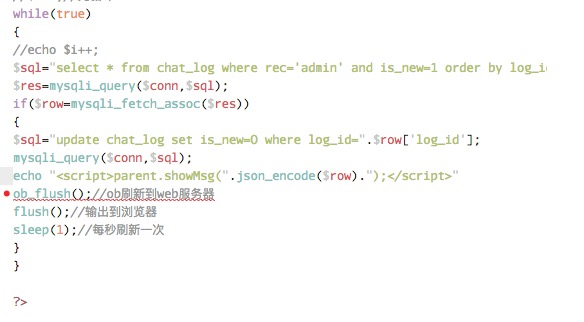 while(true)
{
//echo $i++;
$sql="select * from chat_log where rec='admin' and is_new=1 order by
$res=mysqli_query($conn,$sql);
if($row=mysqli_fetch_assoc($res))
{
$sql="update chat_log set is_new=0 where log_id=".$row['log_id'];
mysqli_query($conn,$sql);
echo "<script>parent.showMsg(".json_encode($row).");</script>"
ob_flush();//ob刷新到web服务器
flush();//输出到浏览器
sleep(1);//每秒刷新一次
}
}
?>